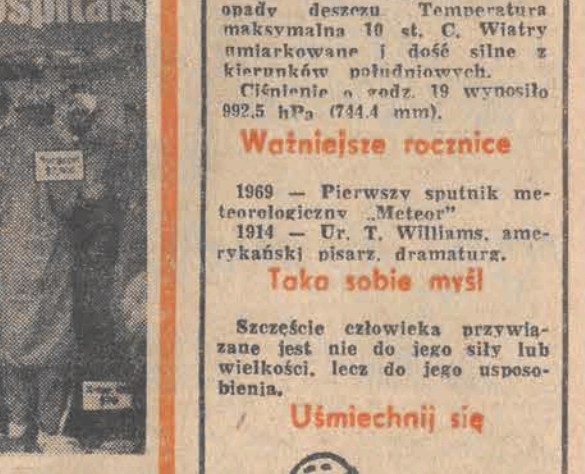 ospitals
opady deszczu. Temperatura
maksymalna 10 st. C. Wiatry
umiarkowane i dość silne z
kierunków południowych.
Ciśnienie o godz. 19 wynosiło
992,5 hPa (744,4 mm).
Ważniejsze rocznice
1969 — Pierwszy sputnik me-
teorologiczny „Meteor”
1914 — Ur. T. Williams, ame-
rykański pisarz, dramaturg.
Taka sobie myśl
Szczęście człowieka przywią-
zane jest nie do jego siły lub
wielkości, lecz do jego usposo-
bienia.
Uśmiechnij się